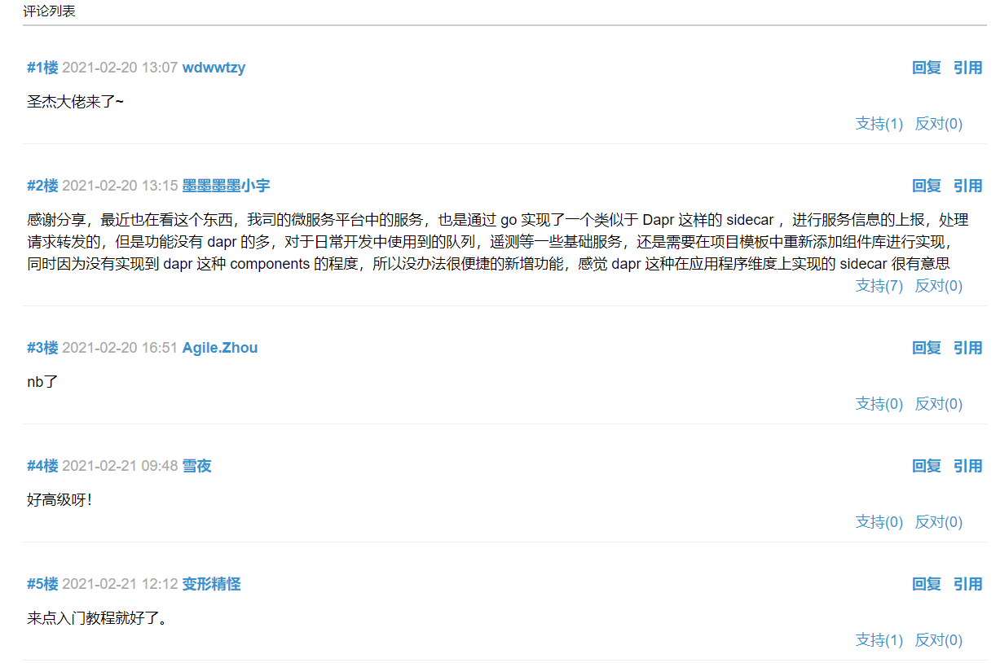 评论列表
#1楼 2021-02-20 13:07 wdwwtzy 回复 引用
圣杰大佬来了~
支持(1) 反对(0)
#2楼 2021-02-20 13:15 墨墨墨墨小宇 回复 引用
感谢分享，最近也在看这个东西，我司的微服务平台中的服务，也是通过 go 实现了一个类似于 Dapr 这样的 sidecar ，进行服务信息的上报，处理
请求转发的，但是功能没有 dapr 的多，对于日常开发中使用到的队列，遥测等一些基础服务，还是需要在项目模板中重新添加组件库进行实现，
同时因为没有实现到 dapr 这种 components 的程度，所以没办法很便捷的新增功能，感觉 dapr 这种在应用程序维度上实现的 sidecar 很有意思
支持(7) 反对(0)
#3楼 2021-02-20 16:51 Agile.Zhou 回复 引用
nb了
支持(0) 反对(0)
#4楼 2021-02-21 09:48 雪夜 回复 引用
好高级呀！
支持(0) 反对(0)
#5楼 2021-02-21 12:12 变形精怪 回复 引用
来点入门教程就好了。
支持(1) 反对(0)